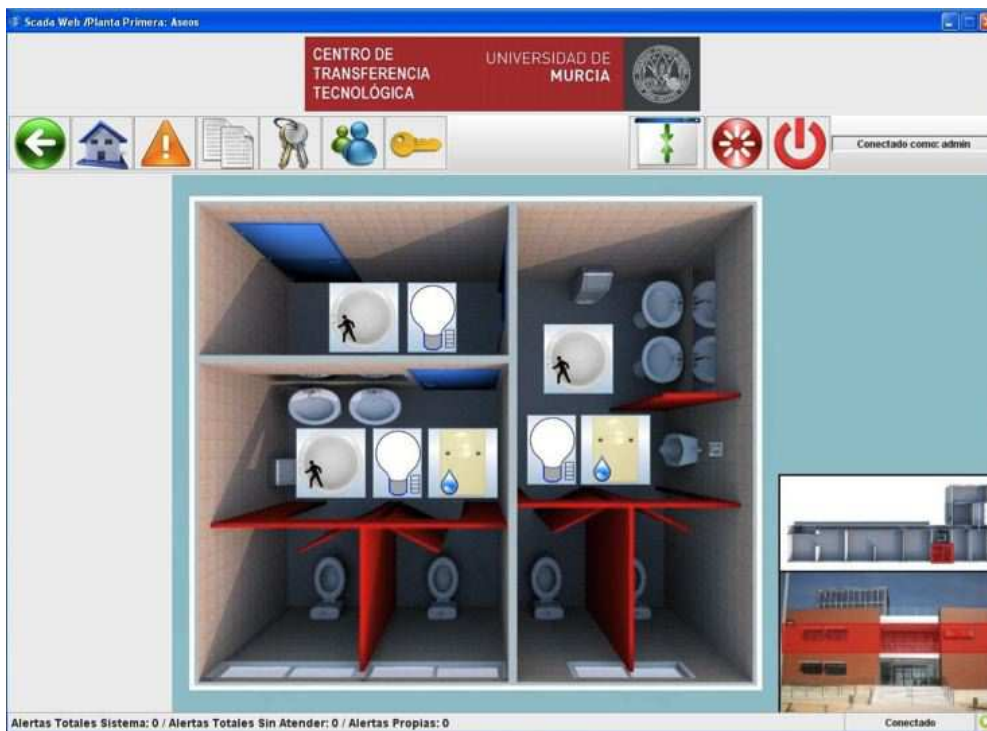 Scada Web /Planta Primera: Aseos
CENTRO DE
TRANSFERENCIA
TECNOLÓGICA
UNIVERSIDAD DE
MURCIA
Conectado como: admin
Alertas Totales Sistema: 0 / Alertas Totales Sin Atender: 0 / Alertas Propias: 0
Conectado